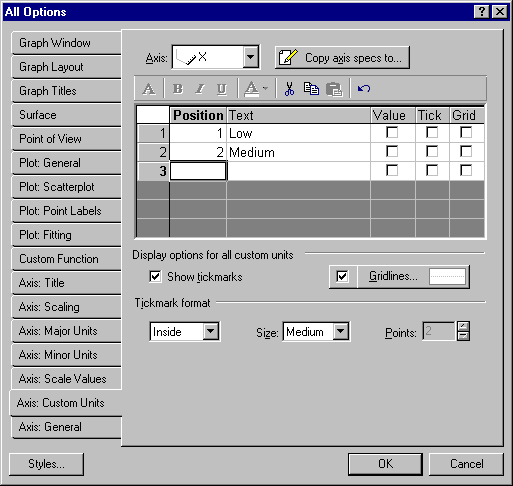 All Options
Graph Window
Graph Layout
Graph Titles
Surface
Point of View
Plot: General
Plot: Scatterplot
Plot: Point Labels
Plot: Fitting
Custom Function
Axis: Title
Axis: Scaling
Axis: Major Units
Axis: Minor Units
Axis: Scale Values
Axis: Custom Units
Axis: General
Axis: X Copy axis specs to...
A B I U A
Position Text Value Tick Grid
1 1 Low
2 2 Medium
3
Display options for all custom units
Show tickmarks Gridlines...
Tickmark format
Inside Size: Medium Points: 2
Styles... OK Cancel